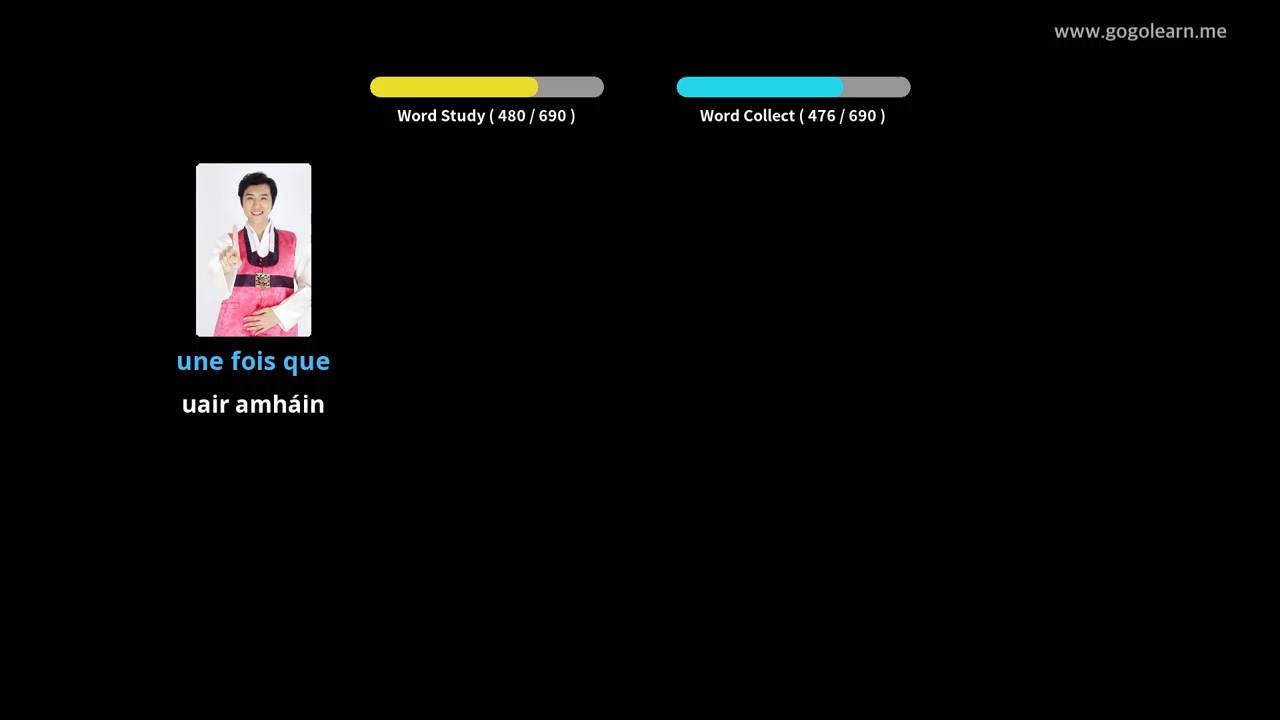 www.gogolearn.me
Word Study ( 480 / 690 )
Word Collect ( 476 / 690 )
une fois que
uair amháin